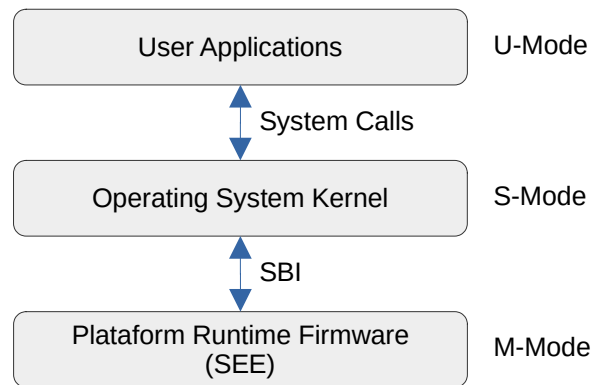 User Applications
U-Mode
System Calls
Operating System Kernel
S-Mode
SBI
Plataform Runtime Firmware
(SEE)
M-Mode